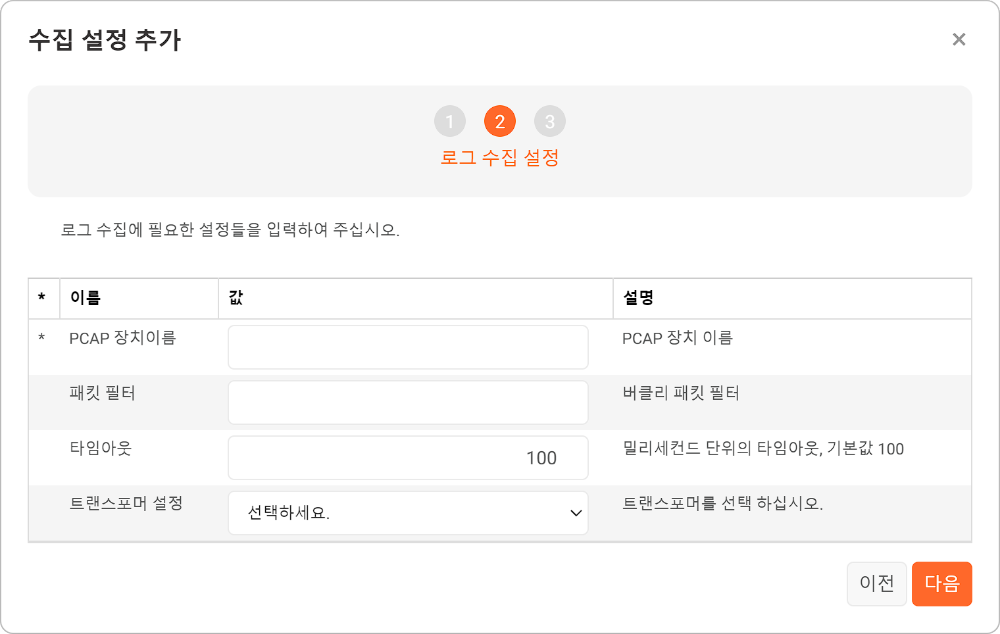 수집 설정 추가
×
1 2 3
로그 수집 설정
로그 수집에 필요한 설정들을 입력하여 주십시오.
* 이름 값 설명
* PCAP 장치이름 PCAP 장치 이름
패킷 필터 버클리 패킷 필터
타임아웃 100 밀리세컨드 단위의 타임아웃, 기본값 100
트랜스포머 설정 선택하세요. 트랜스포머를 선택 하십시오.
이전 다음